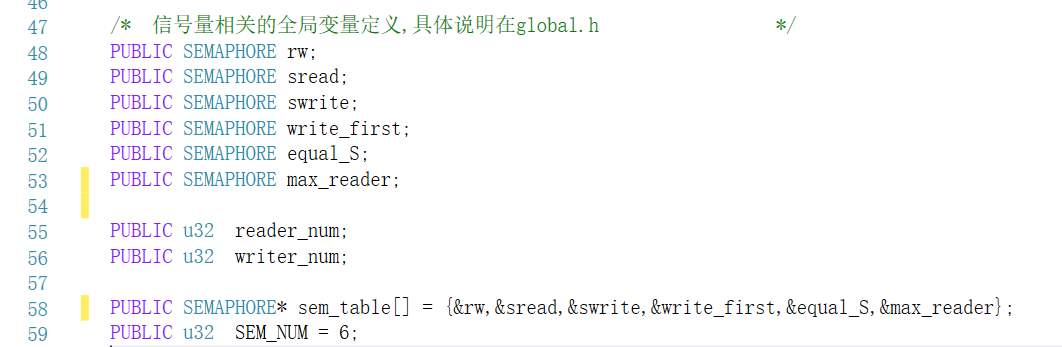 46
47 /*  信号量相关的全局变量定义,具体说明在global.h                 */
48 PUBLIC SEMAPHORE rw;
49 PUBLIC SEMAPHORE sread;
50 PUBLIC SEMAPHORE swrite;
51 PUBLIC SEMAPHORE write_first;
52 PUBLIC SEMAPHORE equal_S;
53 PUBLIC SEMAPHORE max_reader;
54
55 PUBLIC u32  reader_num;
56 PUBLIC u32  writer_num;
57
58 PUBLIC SEMAPHORE* sem_table[] = {&rw,&sread,&swrite,&write_first,&equal_S,&max_reader};
59 PUBLIC u32  SEM_NUM = 6;